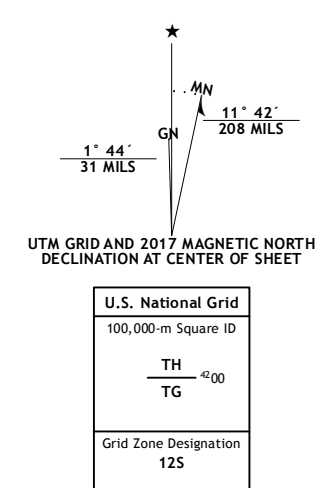 ★
MN
GN
11° 42´
208 MILS
1° 44´
31 MILS
UTM GRID AND 2017 MAGNETIC NORTH
DECLINATION AT CENTER OF SHEET
U.S. National Grid
100,000-m Square ID
TH
4200
TG
Grid Zone Designation
12S